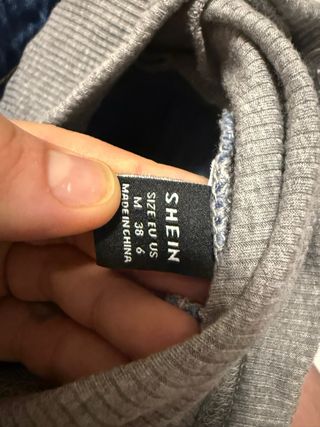 SHEIN
SIZE EU US
M 38 6
MADE IN CHINA